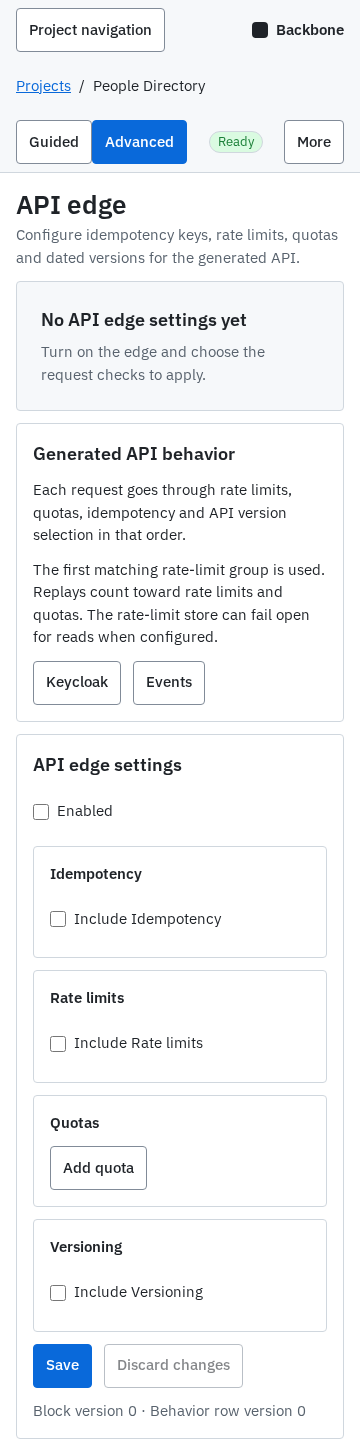 Project navigation
Backbone
Projects / People Directory
Guided
Advanced
Ready
More
API edge
Configure idempotency keys, rate limits, quotas
and dated versions for the generated API.
No API edge settings yet
Turn on the edge and choose the
request checks to apply.
Generated API behavior
Each request goes through rate limits,
quotas, idempotency and API version
selection in that order.
The first matching rate-limit group is used.
Replays count toward rate limits and
quotas. The rate-limit store can fail open
for reads when configured.
Keycloak
Events
API edge settings
Enabled
Idempotency
Include Idempotency
Rate limits
Include Rate limits
Quotas
Add quota
Versioning
Include Versioning
Save
Discard changes
Block version 0 · Behavior row version 0